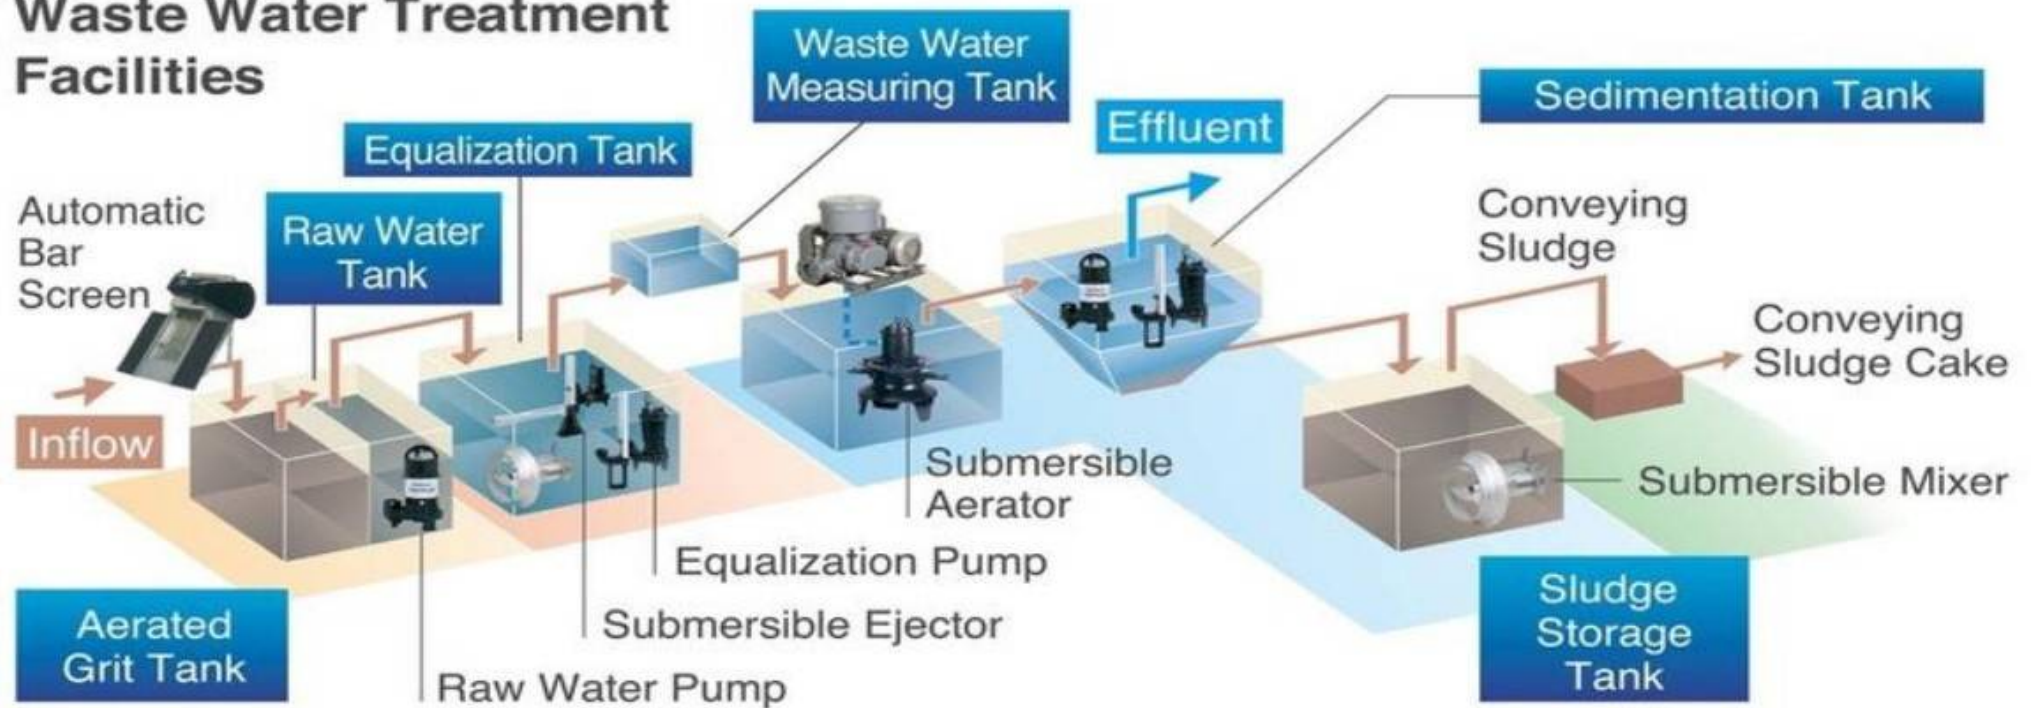 Waste Water Treatment
Facilities
Waste Water
Measuring Tank
Sedimentation Tank
Effluent
Equalization Tank
Automatic
Bar
Screen
Raw Water
Tank
Conveying
Sludge
Conveying
Sludge Cake
Inflow
Submersible
Aerator
Submersible Mixer
Equalization Pump
Submersible Ejector
Raw Water Pump
Aerated
Grit Tank
Sludge
Storage
Tank